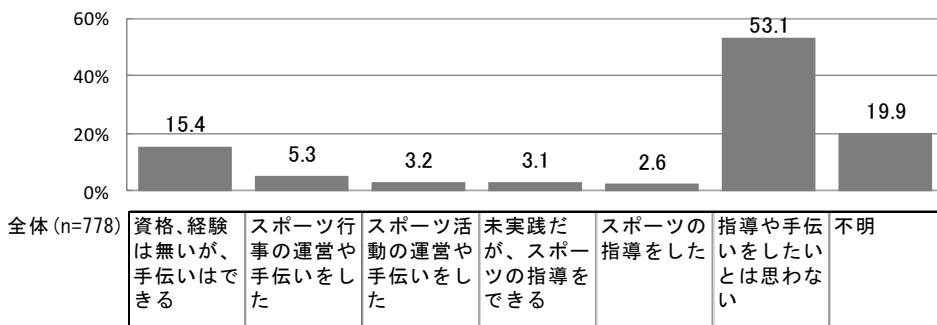 60%
53.1
40%
15.4
19.9
20%
5.3
3.2
3.1
2.6
0%
全体(n=778)
資格、経験
は無いが、
手伝いはで
きる
スポーツ行
事の運営や
手伝いをし
た
スポーツ活
動の運営や
手伝いをし
た
未実践だ
が、スポー
ツの指導を
できる
スポーツの
指導をした
指導や手伝
いをしたい
とは思わな
い
不明